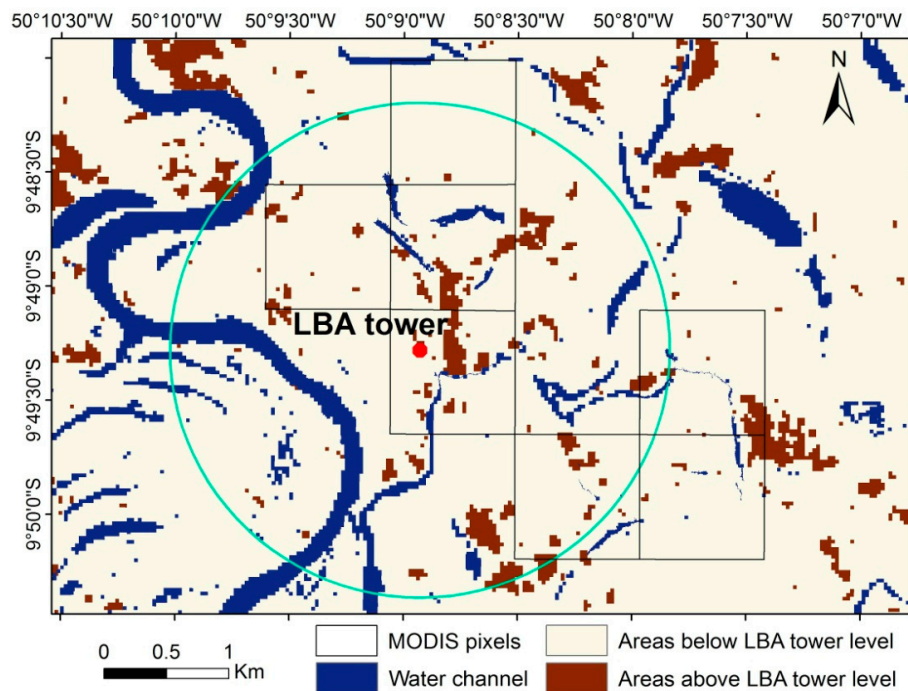 50°10'30"W 50°10'0"W 50°9'30"W 50°9'0"W 50°8'30"W 50°8'0"W 50°7'30"W 50°7'0"W
N
9°48'30"S
9°49'0"S
LBA tower
9°49'30"S
9°50'0"S
0 0.5 1
Km
MODIS pixels
Areas below LBA tower level
Water channel
Areas above LBA tower level